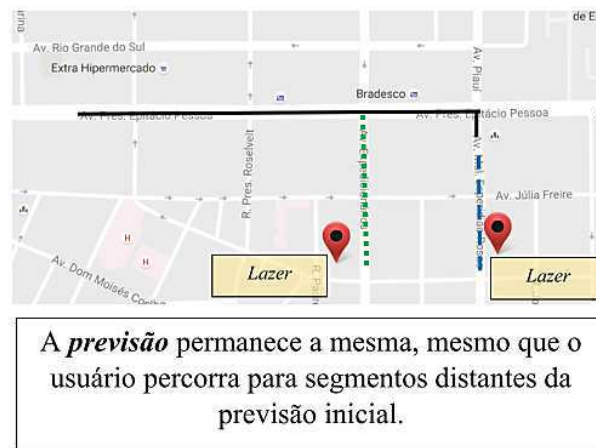 urina
de E
Av. Rio Grande do Sul
Av. Piauí
Extra Hipermercado
Bradesco
Av. Pres. Epitácio Pessoa
Av. Pres. Epitácio Pessoa
R. Pres. Roselvelt
Av. Júlia Freire
H
H
Av. Dom Moisés Coelho
Lazer
Lazer
A previsão permanece a mesma, mesmo que o
usuário percorra para segmentos distantes da
previsão inicial.